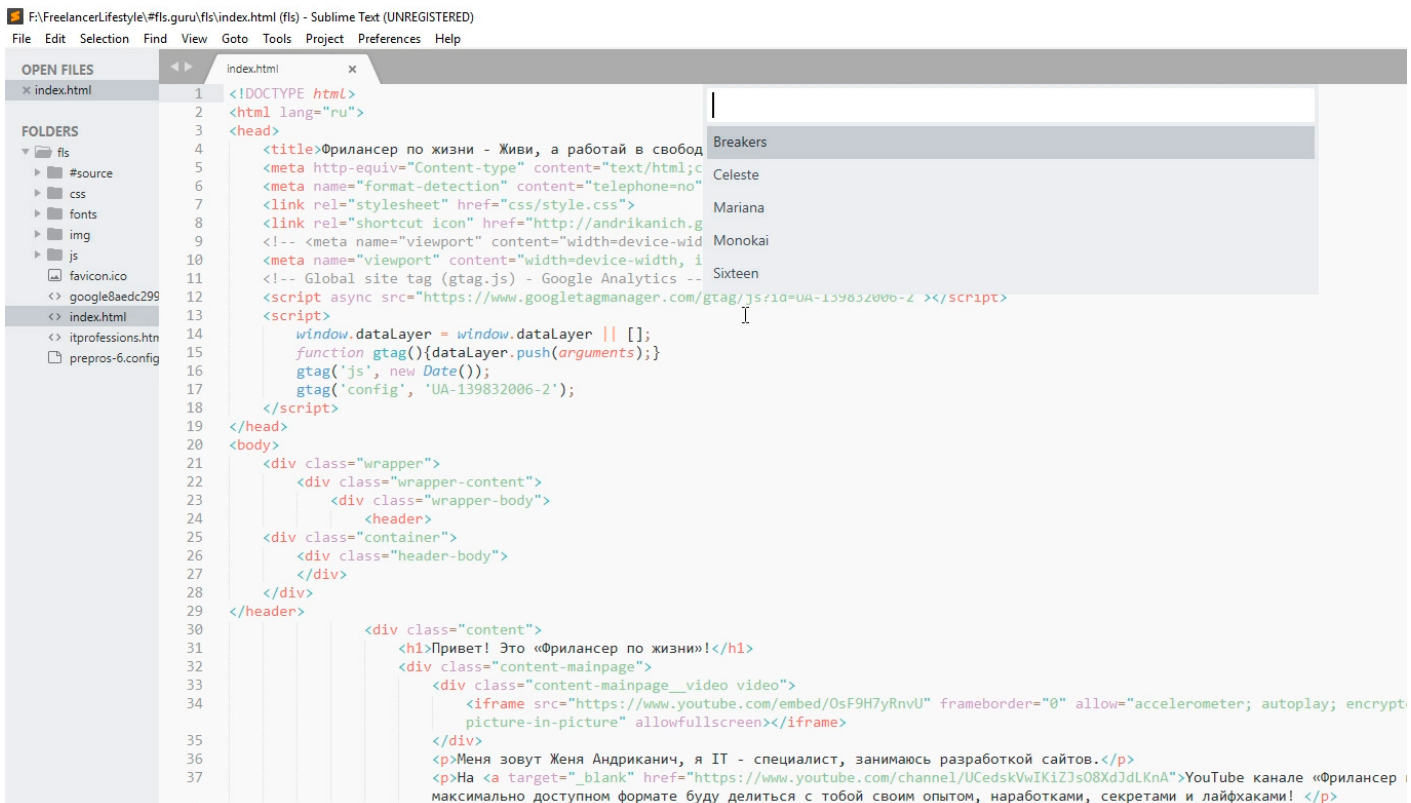 F:\FreelancerLifestyle\#fls.guru\fls\index.html (fls) - Sublime Text (UNREGISTERED)
File Edit Selection Find View Goto Tools Project Preferences Help
OPEN FILES
× index.html
FOLDERS
fls
#source
css
fonts
img
js
favicon.ico
<> google8aedc299
<> index.html
<> itprofessions.htm
prepros-6.config
index.html ×
Breakers
Celeste
Mariana
Monokai
Sixteen
1 <!DOCTYPE html>
2 <html lang="ru">
3 <head>
4 <title>Фрилансер по жизни - Живи, а работай в свобод
5 <meta http-equiv="Content-type" content="text/html;c
6 <meta name="format-detection" content="telephone=no"
7 <link rel="stylesheet" href="css/style.css">
8 <link rel="shortcut icon" href="http://andrikanich.g
9 <!-- <meta name="viewport" content="width=device-wid
10 <meta name="viewport" content="width=device-width, i
11 <!-- Global site tag (gtag.js) - Google Analytics --
12 <script async src="https://www.googletagmanager.com/gtag/js?id=UA-139832006-2"></script>
13 <script>
14 window.dataLayer = window.dataLayer || [];
15 function gtag(){dataLayer.push(arguments);}
16 gtag('js', new Date());
17 gtag('config', 'UA-139832006-2');
18 </script>
19 </head>
20 <body>
21 <div class="wrapper">
22 <div class="wrapper-content">
23 <div class="wrapper-body">
24 <header>
25 <div class="container">
26 <div class="header-body">
27 </div>
28 </div>
29 </header>
30 <div class="content">
31 <h1>Привет! Это «Фрилансер по жизни»!</h1>
32 <div class="content-mainpage">
33 <div class="content-mainpage__video video">
34 <iframe src="https://www.youtube.com/embed/OsF9H7yRnvU" frameborder="0" allow="accelerometer; autoplay; encrypt
picture-in-picture" allowfullscreen></iframe>
35 </div>
36 <p>Меня зовут Женя Андриканич, я IT - специалист, занимаюсь разработкой сайтов.</p>
37 <p>На <a target="_blank" href="https://www.youtube.com/channel/UCedskVwIKiZJsO8XdJdLKnA">YouTube канале «Фрилансер
максимально доступном формате буду делиться с тобой своим опытом, наработками, секретами и лайфхаками! </p>